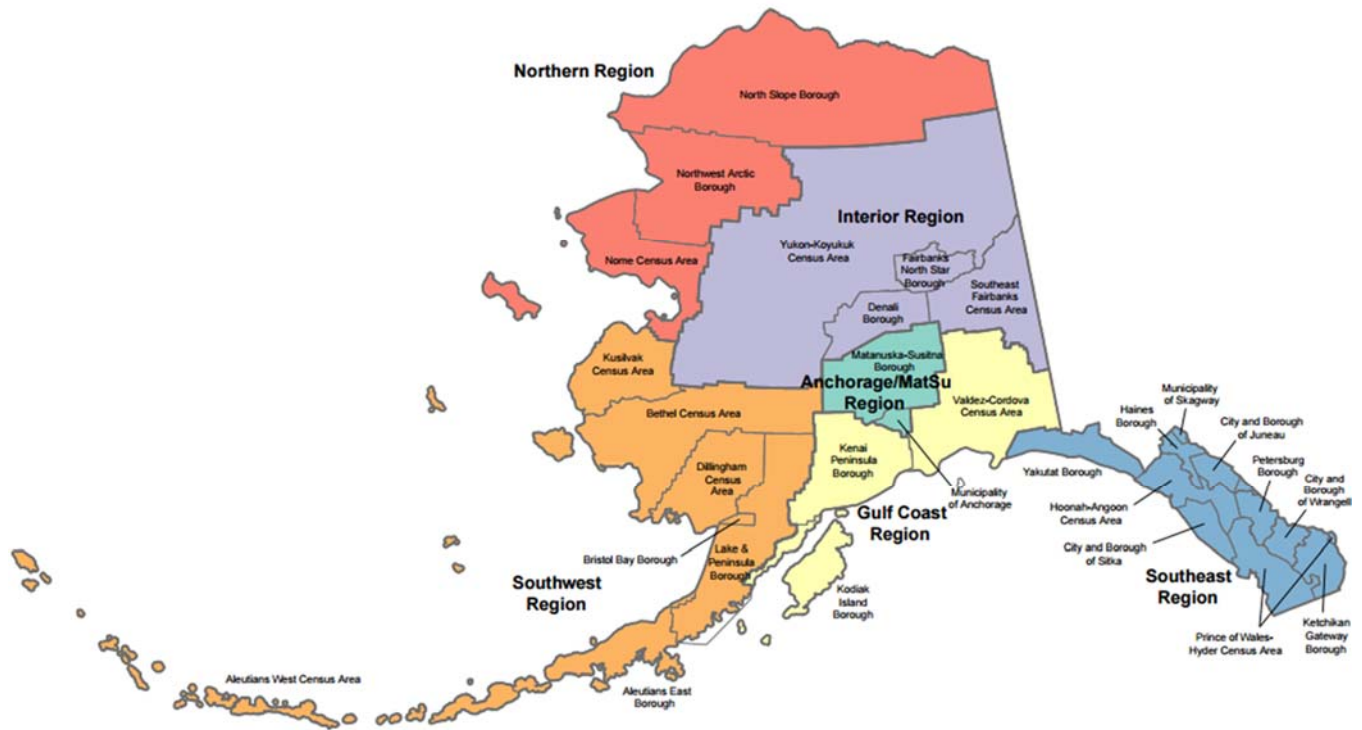 Northern Region
North Slope Borough
Northwest Arctic
Borough
Interior Region
Yukon-Koyukuk
Census Area
Fairbanks
North Star
Borough
Nome Census Area
Southeast
Fairbanks
Census Area
Denali
Borough
Kusilvak
Census Area
Matanuska-Susitna
Borough
Anchorage/MatSu
Region
Bethel Census Area
Valdez-Cordova
Census Area
Municipality
of Skagway
Haines
Borough
City and Borough
of Juneau
Kenai
Peninsula
Borough
Dillingham
Census
Area
Yakutat Borough
Petersburg
Borough
City and
Borough
of Wrangell
Municipality
of Anchorage
Hoonah-Angoon
Census Area
Gulf Coast
Region
Bristol Bay Borough
Lake &
Peninsula
Borough
City and Borough
of Sitka
Southwest
Region
Southeast
Region
Kodiak
Island
Borough
Prince of Wales-
Hyder Census Area
Ketchikan
Gateway
Borough
Aleutians West Census Area
Aleutians East
Borough